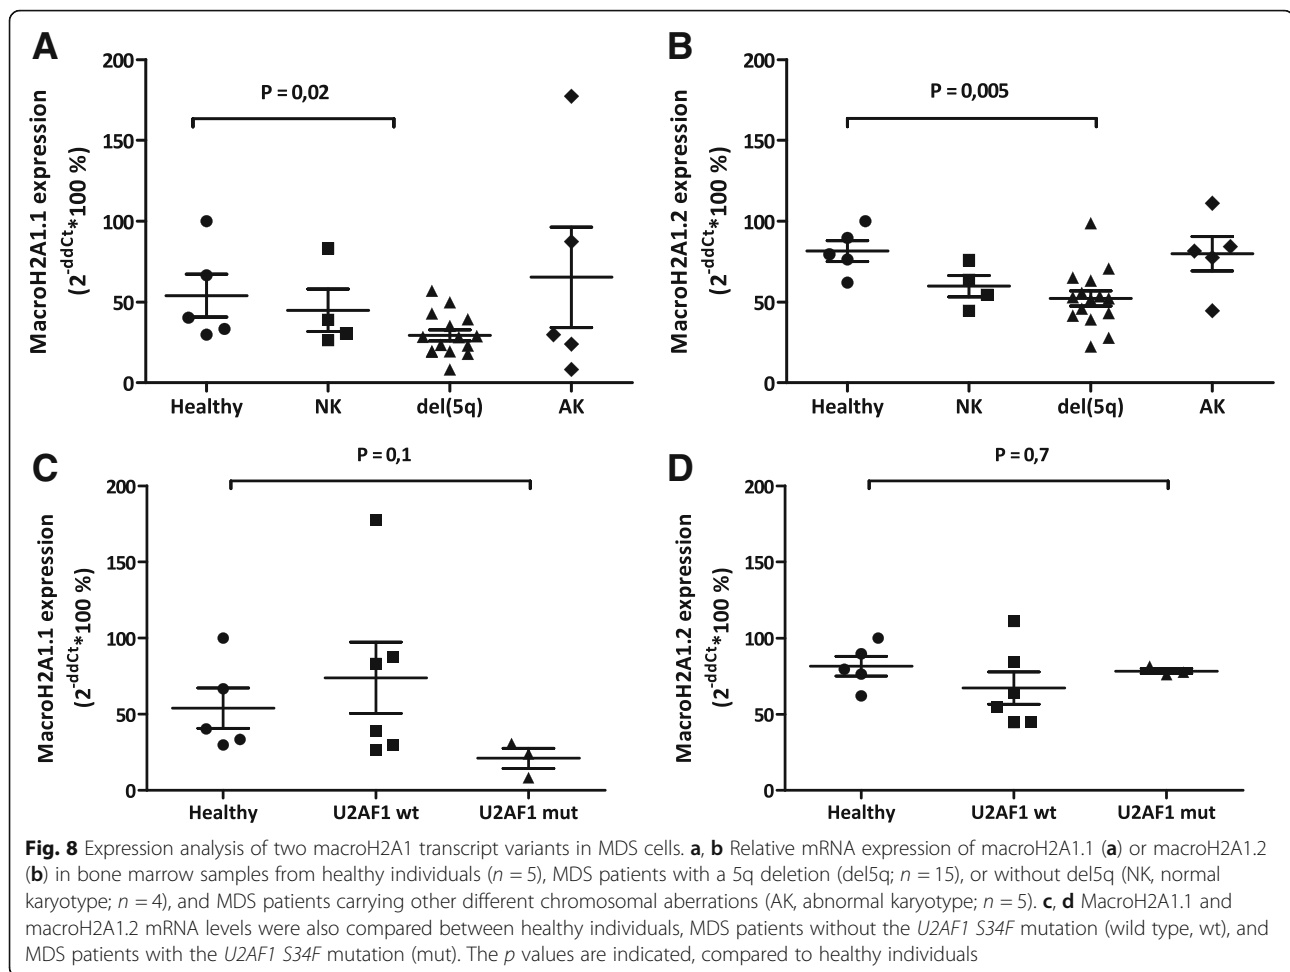 A
200
150
100
50
0
MacroH2A1.1 expression
(2-ddCt*100 %)
P = 0,02
Healthy
NK
del(5q)
AK
B
200
150
100
50
0
MacroH2A1.2 expression
(2-ddCt*100 %)
P = 0,005
Healthy
NK
del(5q)
AK
C
200
150
100
50
0
MacroH2A1.1 expression
(2-ddCt*100 %)
P = 0,1
Healthy
U2AF1 wt
U2AF1 mut
D
200
150
100
50
0
MacroH2A1.2 expression
(2-ddCt*100 %)
P = 0,7
Healthy
U2AF1 wt
U2AF1 mut
Fig. 8 Expression analysis of two macroH2A1 transcript variants in MDS cells. a, b Relative mRNA expression of macroH2A1.1 (a) or macroH2A1.2
(b) in bone marrow samples from healthy individuals (n = 5), MDS patients with a 5q deletion (del5q; n = 15), or without del5q (NK, normal
karyotype; n = 4), and MDS patients carrying other different chromosomal aberrations (AK, abnormal karyotype; n = 5). c, d MacroH2A1.1 and
macroH2A1.2 mRNA levels were also compared between healthy individuals, MDS patients without the U2AF1 S34F mutation (wild type, wt), and
MDS patients with the U2AF1 S34F mutation (mut). The p values are indicated, compared to healthy individuals